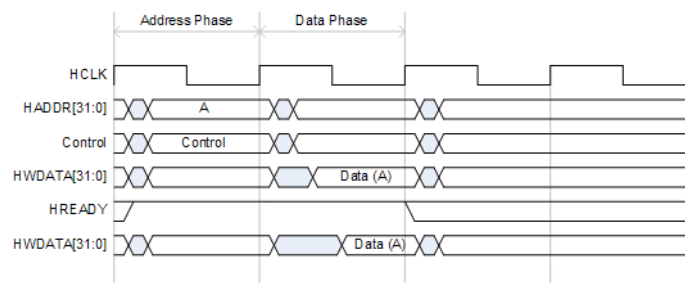 Address Phase Data Phase
HCLK
HADDR[31:0] A
Control Control
HWDATA[31:0] Data (A)
HREADY
HWDATA[31:0] Data (A)